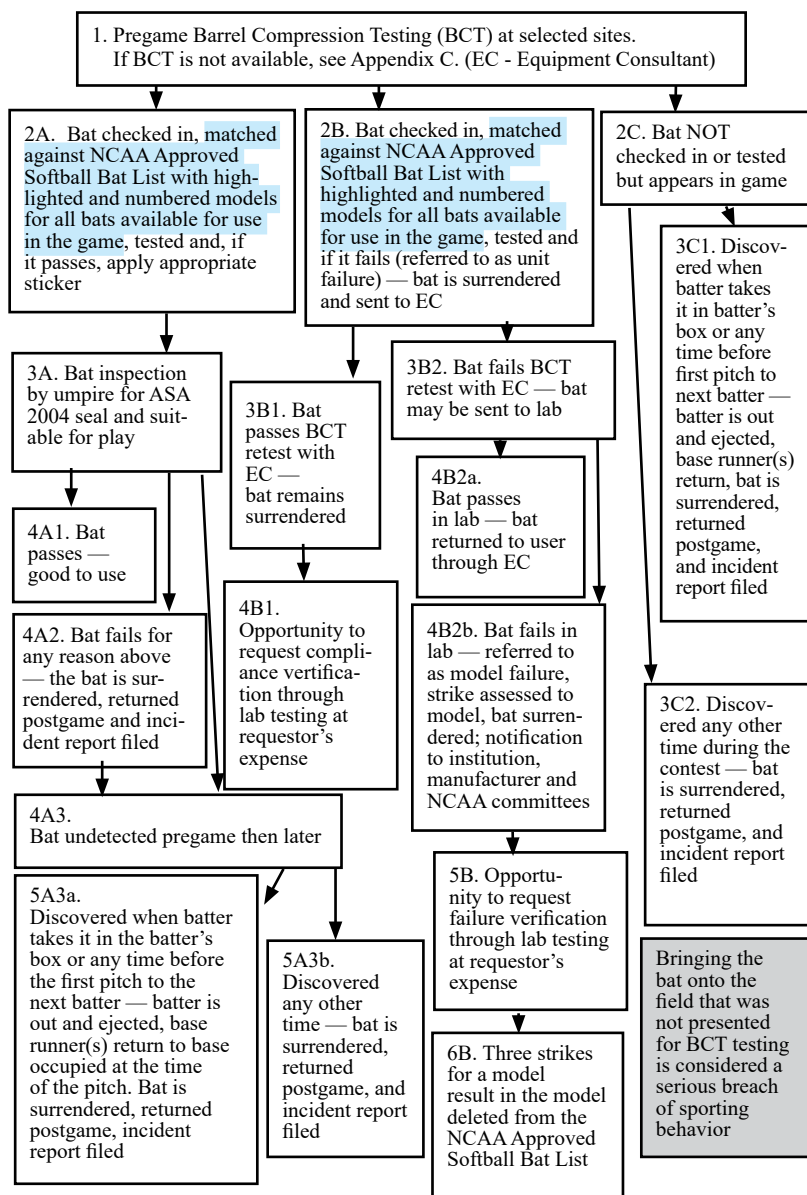 1. Pregame Barrel Compression Testing (BCT) at selected sites.
If BCT is not available, see Appendix C. (EC - Equipment Consultant)
2A. Bat checked in, matched
against NCAA Approved
Softball Bat List with high-
lighted and numbered models
for all bats available for use
in the game, tested and, if
it passes, apply appropriate
sticker
2B. Bat checked in, matched
against NCAA Approved
Softball Bat List with
highlighted and numbered
models for all bats available
for use in the game, tested and
if it fails (referred to as unit
failure) — bat is surrendered
and sent to EC
2C. Bat NOT
checked in or tested
but appears in game
3A. Bat inspection
by umpire for ASA
2004 seal and suit-
able for play
3B1. Bat
passes BCT
retest with
EC —
bat remains
surrendered
3B2. Bat fails BCT
retest with EC — bat
may be sent to lab
3C1. Discov-
ered when
batter takes
it in batter’s
box or any
time before
first pitch to
next batter —
batter is out
and ejected,
base runner(s)
return, bat is
surrendered,
returned
postgame,
and incident
report filed
4A1. Bat
passes —
good to use
4B2a.
Bat passes
in lab — bat
returned to user
through EC
4A2. Bat fails for
any reason above
— the bat is sur-
rendered, returned
postgame and inci-
dent report filed
4B1.
Opportunity to
request compli-
ance vertifica-
tion through
lab testing at
requestor’s
expense
4B2b. Bat fails in
lab — referred to
as model failure,
strike assessed to
model, bat surren-
dered; notification
to institution,
manufacturer and
NCAA committees
3C2. Discov-
ered any other
time during the
contest — bat
is surrendered,
returned
postgame, and
incident report
filed
4A3.
Bat undetected pregame then later
5A3a.
Discovered when batter
takes it in the batter’s
box or any time before
the first pitch to the
next batter — batter is
out and ejected, base
runner(s) return to base
occupied at the time
of the pitch. Bat is
surrendered, returned
postgame, incident
report filed
5A3b.
Discovered
any other
time — bat is
surrendered,
returned
postgame, and
incident report
filed
5B. Opportu-
nity to request
failure verification
through lab testing
at requestor’s
expense
6B. Three strikes
for a model
result in the model
deleted from the
NCAA Approved
Softball Bat List
Bringing the
bat onto the
field that was
not presented
for BCT testing
is considered a
serious breach
of sporting
behavior